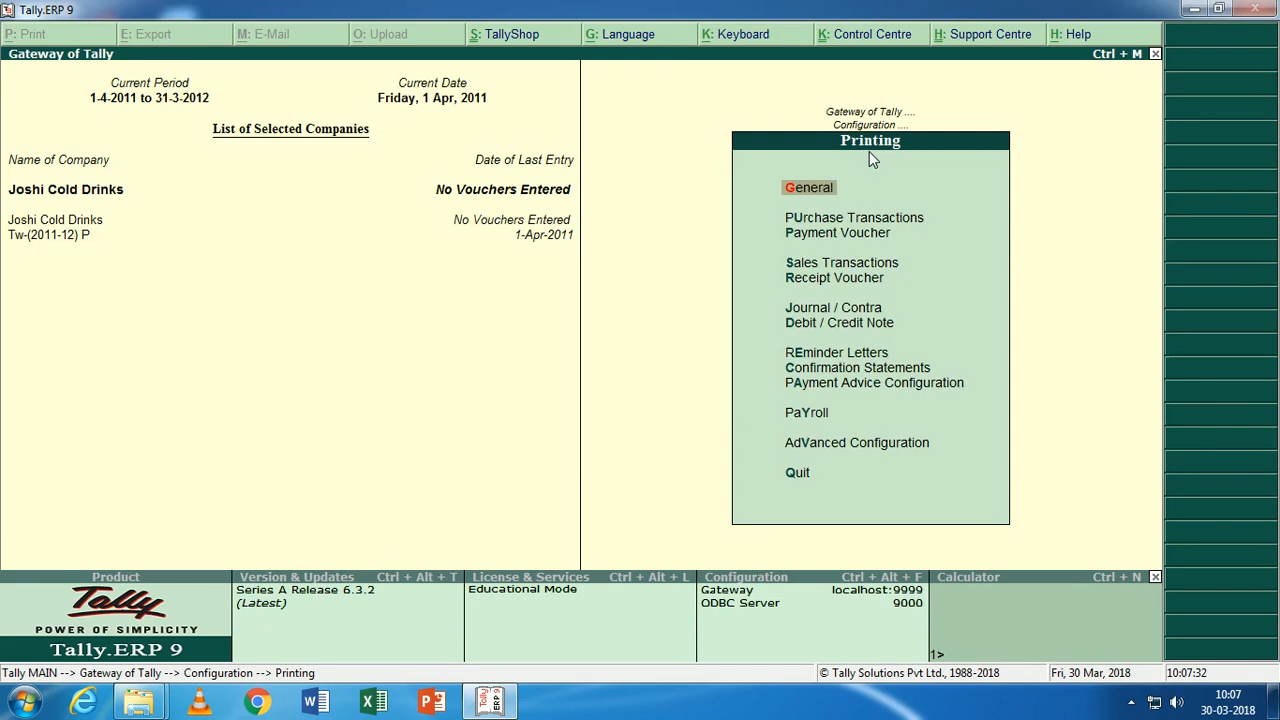 Tally.ERP 9
P: Print
E: Export
M: E-Mail
O: Upload
S: TallyShop
G: Language
K: Keyboard
K: Control Centre
H: Support Centre
H: Help
Gateway of Tally
Ctrl + M
Current Period
1-4-2011 to 31-3-2012
Current Date
Friday, 1 Apr, 2011
List of Selected Companies
Name of Company
Date of Last Entry
Joshi Cold Drinks
No Vouchers Entered
Joshi Cold Drinks
No Vouchers Entered
Tw-(2011-12) P
1-Apr-2011
Gateway of Tally ....
Configuration ....
Printing
General
PUrchase Transactions
Payment Voucher
Sales Transactions
Receipt Voucher
Journal / Contra
Debit / Credit Note
REminder Letters
Confirmation Statements
PAyment Advice Configuration
PaYroll
AdVanced Configuration
Quit
Product
Tally
POWER OF SIMPLICITY
Tally.ERP 9
Version & Updates Ctrl + Alt + T
Series A Release 6.3.2
(Latest)
License & Services Ctrl + Alt + L
Educational Mode
Configuration Ctrl + Alt + F
Gateway localhost:9999
ODBC Server 9000
Calculator Ctrl + N
1>
Tally MAIN --> Gateway of Tally --> Configuration --> Printing
© Tally Solutions Pvt Ltd., 1988-2018
Fri, 30 Mar, 2018
10:07:32
10:07
30-03-2018